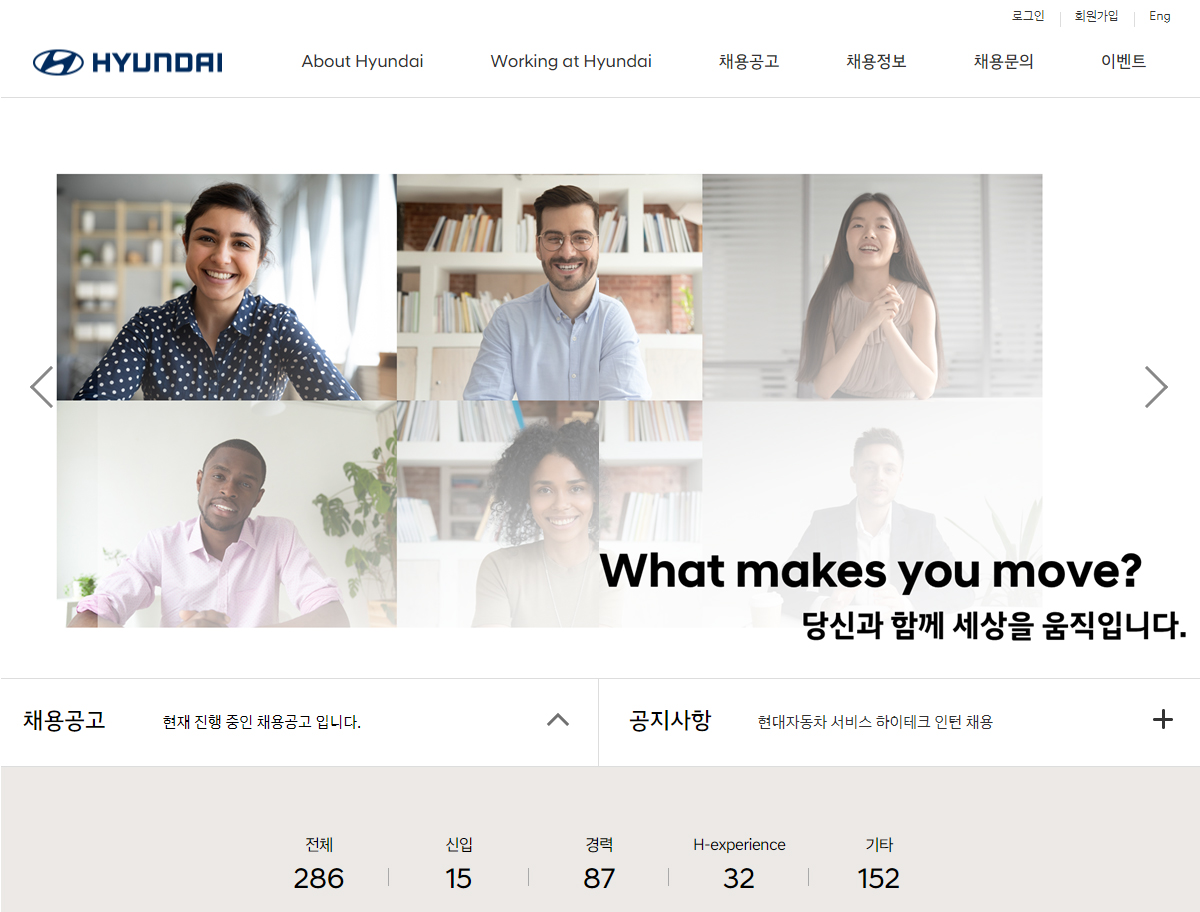 로그인 회원가입 Eng
HYUNDAI About Hyundai Working at Hyundai 채용공고 채용정보 채용문의 이벤트
What makes you move?
당신과 함께 세상을 움직입니다.
채용공고 현재 진행 중인 채용공고 입니다. 공지사항 현대자동차 서비스 하이테크 인턴 채용
전체 신입 경력 H-experience 기타
286 15 87 32 152